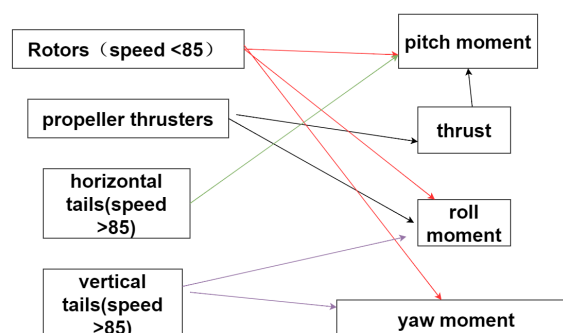 Rotors（speed <85）
pitch moment
propeller thrusters
thrust
horizontal
tails(speed
>85)
roll
moment
vertical
tails(speed
>85)
yaw moment